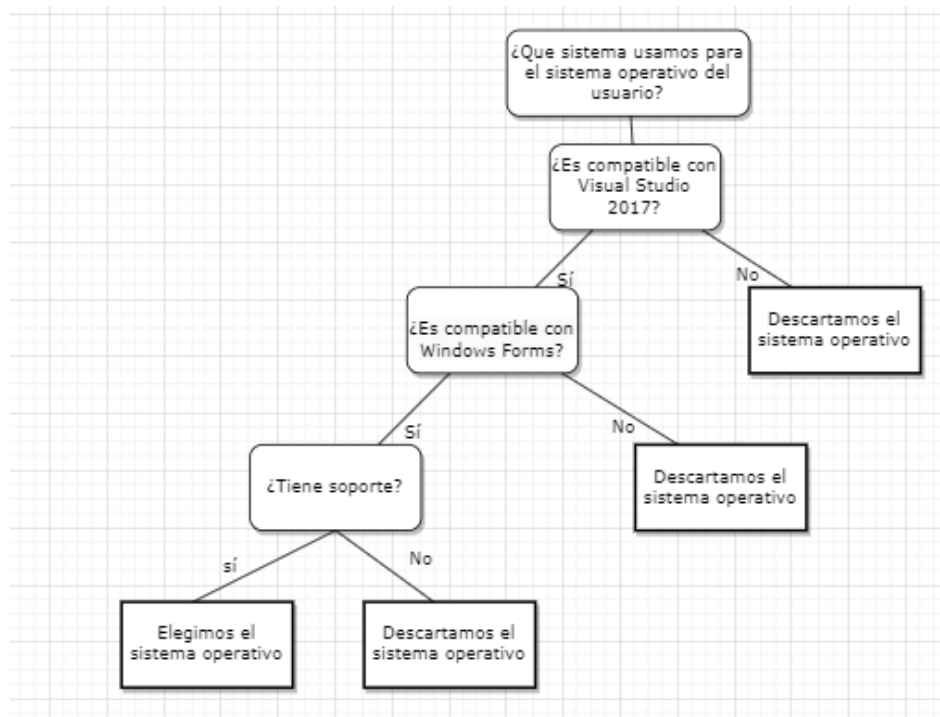 ¿Que sistema usamos para
el sistema operativo del
usuario?
¿Es compatible con
Visual Studio
2017?
Sí
No
¿Es compatible con
Windows Forms?
Descartamos el
sistema operativo
Sí
No
¿Tiene soporte?
Descartamos el
sistema operativo
sí
No
Elegimos el
sistema operativo
Descartamos el
sistema operativo